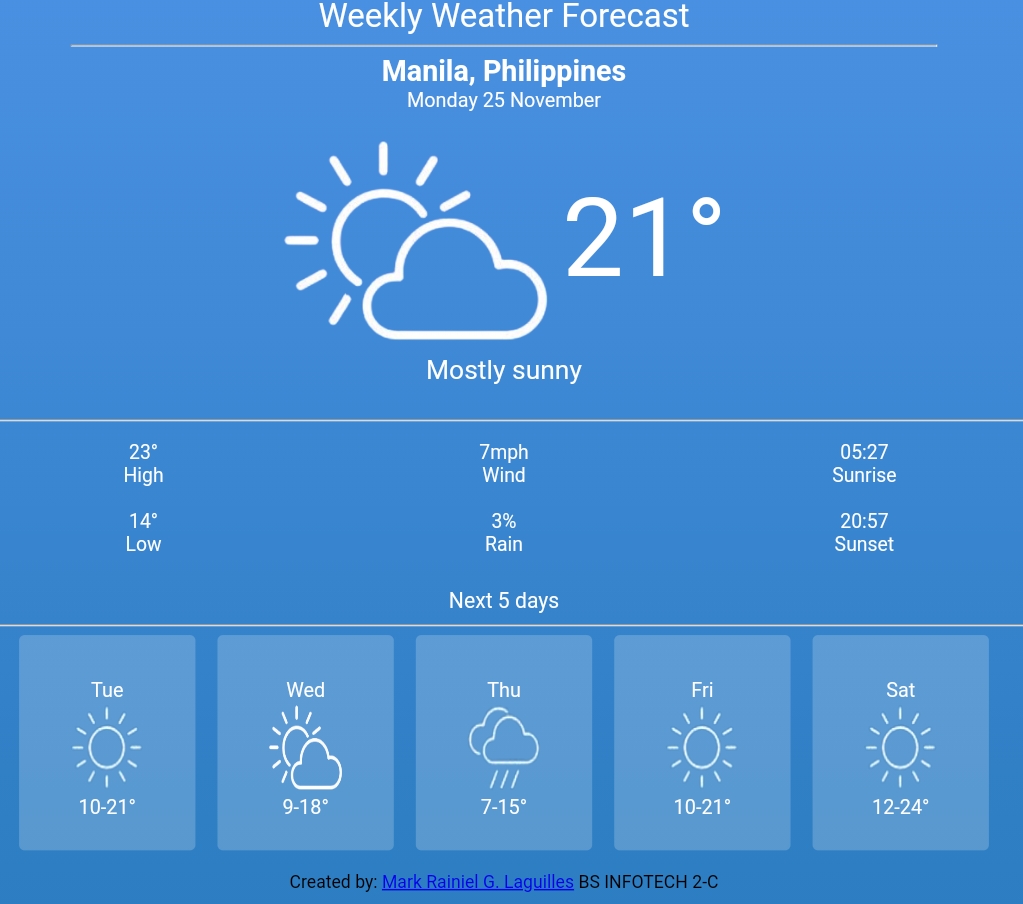 Weekly Weather Forecast
Manila, Philippines
Monday 25 November
21°
Mostly sunny
23° 7mph 05:27
High Wind Sunrise
14° 3% 20:57
Low Rain Sunset
Next 5 days
Tue Wed Thu Fri Sat
10-21° 9-18° 7-15° 10-21° 12-24°
Created by: Mark Rainiel G. Laguilles BS INFOTECH 2-C